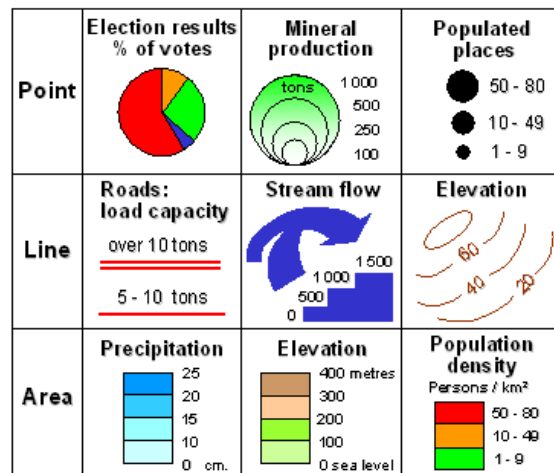 Point
Election results
% of votes
Mineral
production
tons
1 000
500
250
100
Populated
places
50 - 80
10 - 49
1 - 9
Line
Roads:
load capacity
over 10 tons
5 - 10 tons
Stream flow
1 500
1 000
500
0
Elevation
60
40
20
Area
Precipitation
25
20
15
10
0 cm.
Elevation
400 metres
300
200
100
0 sea level
Population
density
Persons / km²
50 - 80
10 - 49
1 - 9